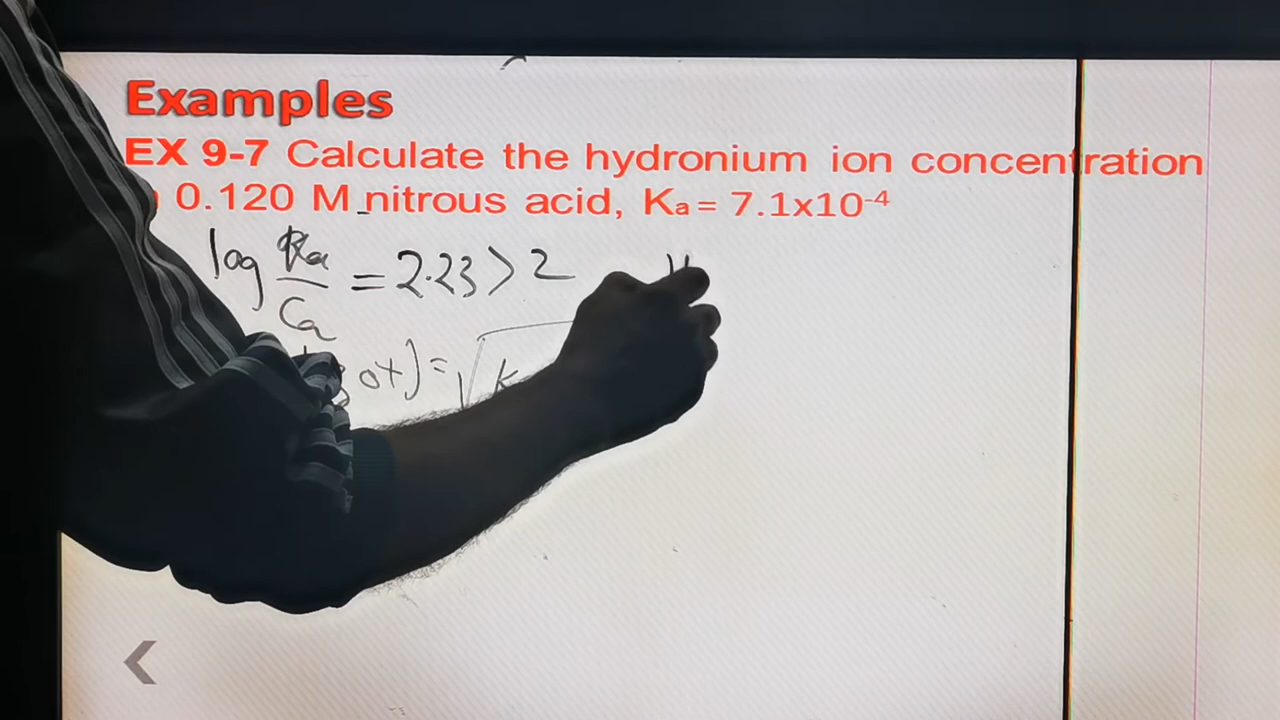 Examples
EX 9-7 Calculate the hydronium ion concentration
0.120 M nitrous acid, Ka = 7.1x10-4
log Ka
Ca
= 2.23 > 2